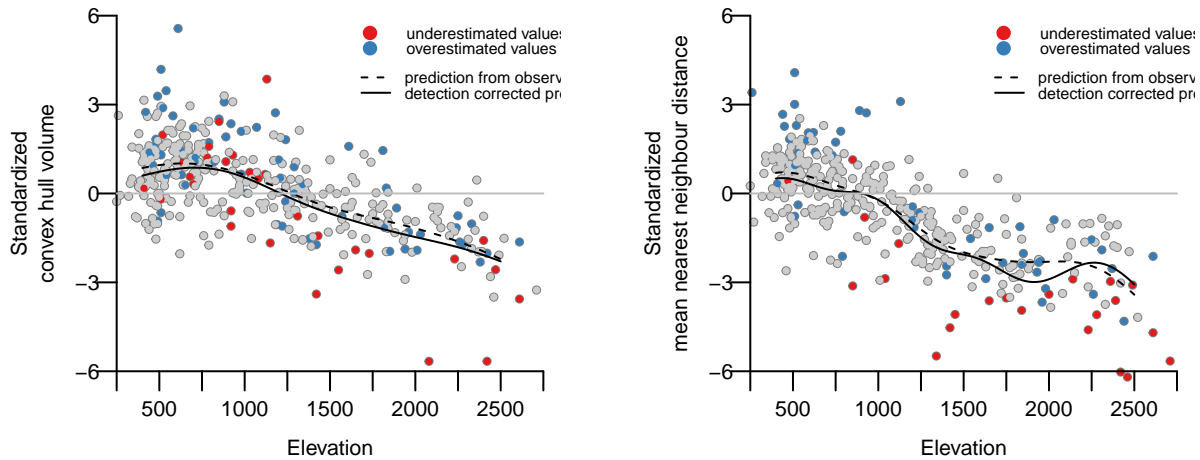 6
3
0
−3
−6
Standardized
convex hull volume
underestimated values
overestimated values
prediction from observ
detection corrected pre
500
1000
1500
2000
2500
Elevation
6
3
0
−3
−6
Standardized
mean nearest neighbour distance
underestimated values
overestimated values
prediction from observ
detection corrected pre
500
1000
1500
2000
2500
Elevation